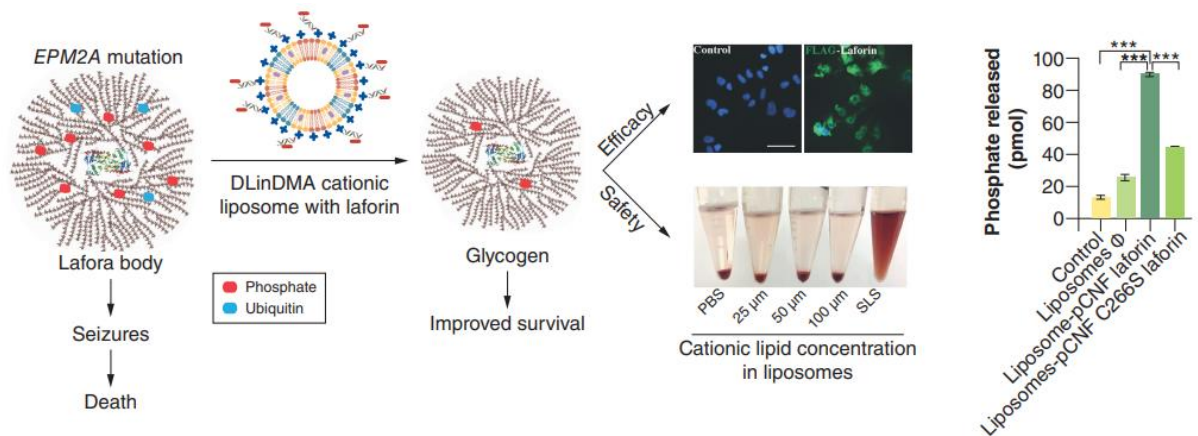 EPM2A mutation
Lafora body
Seizures
Death
DLinDMA cationic
liposome with laforin
Phosphate
Ubiquitin
Glycogen
Improved survival
Efficacy
Safety
Control
FLAG-Laforin
PBS
25 µm
50 µm
100 µm
SLS
Cationic lipid concentration
in liposomes
Phosphate released
(pmol)
100
80
60
40
20
0
***
***
***
Control
Liposomes Φ
Liposome-pCNF laforin
Liposomes-pCNF C266S laforin